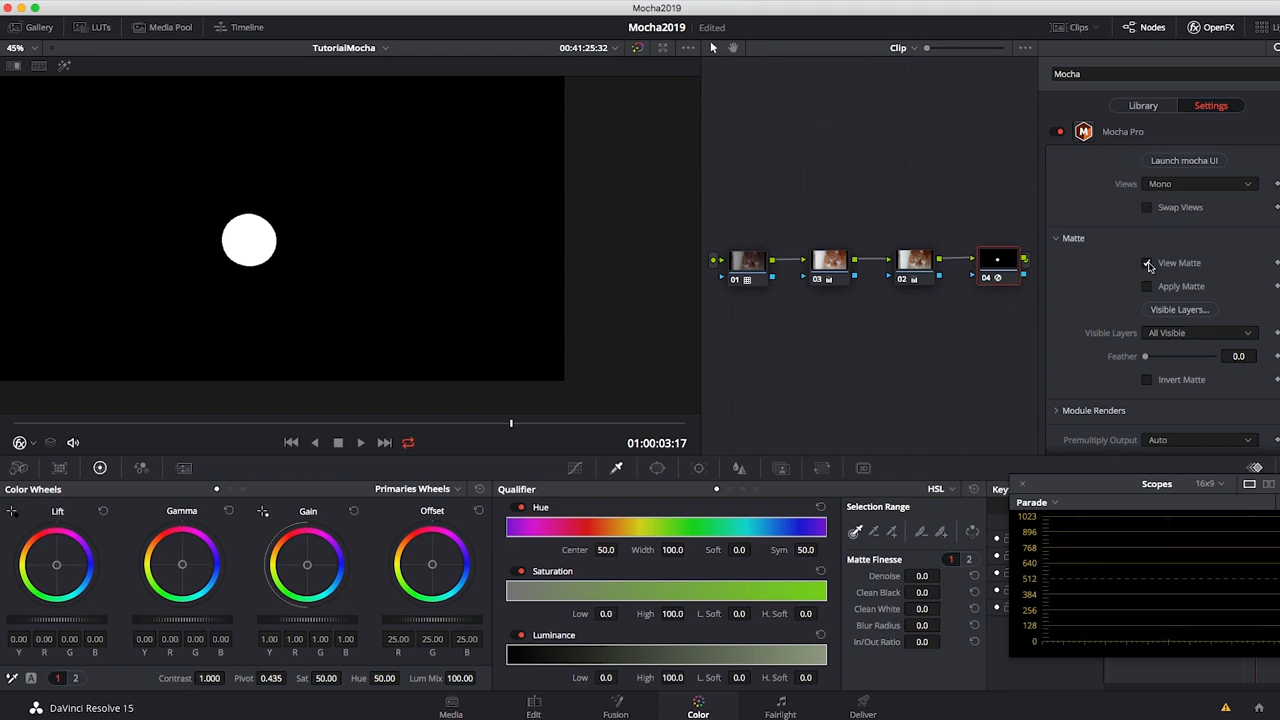 Mocha2019
Gallery LUTs Media Pool Timeline Mocha2019 Edited Clips Nodes OpenFX
45% TutorialMocha 00:41:25:32 Clip
Mocha
Library Settings
Mocha Pro
Launch mocha UI
Views Mono
Swap Views
Matte
View Matte
Apply Matte
Visible Layers...
Visible Layers All Visible
Feather 0.0
Invert Matte
Module Renders
Premultiply Output Auto
01 03 02 04
01:00:03:17
Color Wheels Primaries Wheels
Lift Gamma Gain Offset
0.00 0.00 0.00 0.00 0.00 0.00 0.00 0.00 1.00 1.00 1.00 1.00 25.00 25.00 25.00
Y R G B Y R G B Y R G B R G B
A 1 2 Contrast 1.000 Pivot 0.435 Sat 50.00 Hue 50.00 Lum Mix 100.00
Qualifier HSL
Hue
Center 50.0 Width 100.0 Soft 0.0 Sym 50.0
Saturation
Low 0.0 High 100.0 L. Soft 0.0 H. Soft 0.0
Luminance
Low 0.0 High 100.0 L. Soft 0.0 H. Soft 0.0
Selection Range
Matte Finesse 1 2
Denoise 0.0
Clean Black 0.0
Clean White 0.0
Blur Radius 0.0
In/Out Ratio 0.0
Key
Scopes 16x9
Parade
1023
896
768
640
512
384
256
128
0
DaVinci Resolve 15
Media Edit Fusion Color Fairlight Deliver